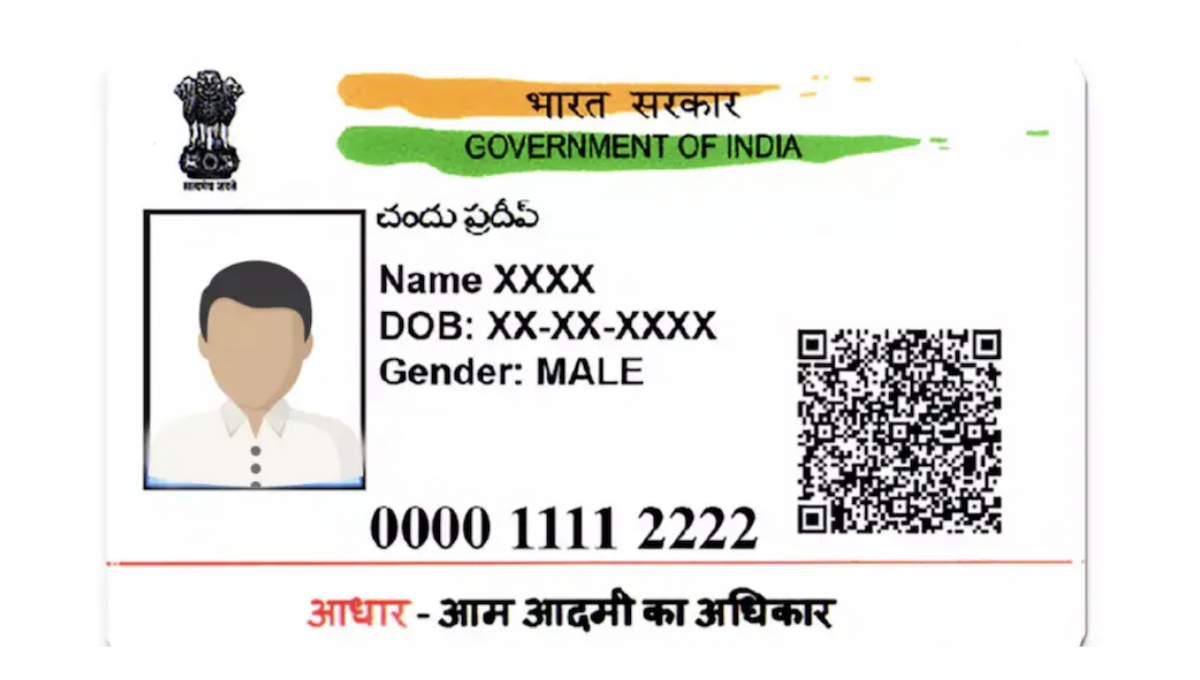 भारत सरकार
GOVERNMENT OF INDIA
सत्यमेव जयते
చందు ప్రదీప్
Name XXXX
DOB: XX-XX-XXXX
Gender: MALE
0000 1111 2222
आधार - आम आदमी का अधिकार